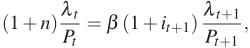 (1 + n) λ_t / P_t = β (1 + i_{t+1}) λ_{t+1} / P_{t+1},